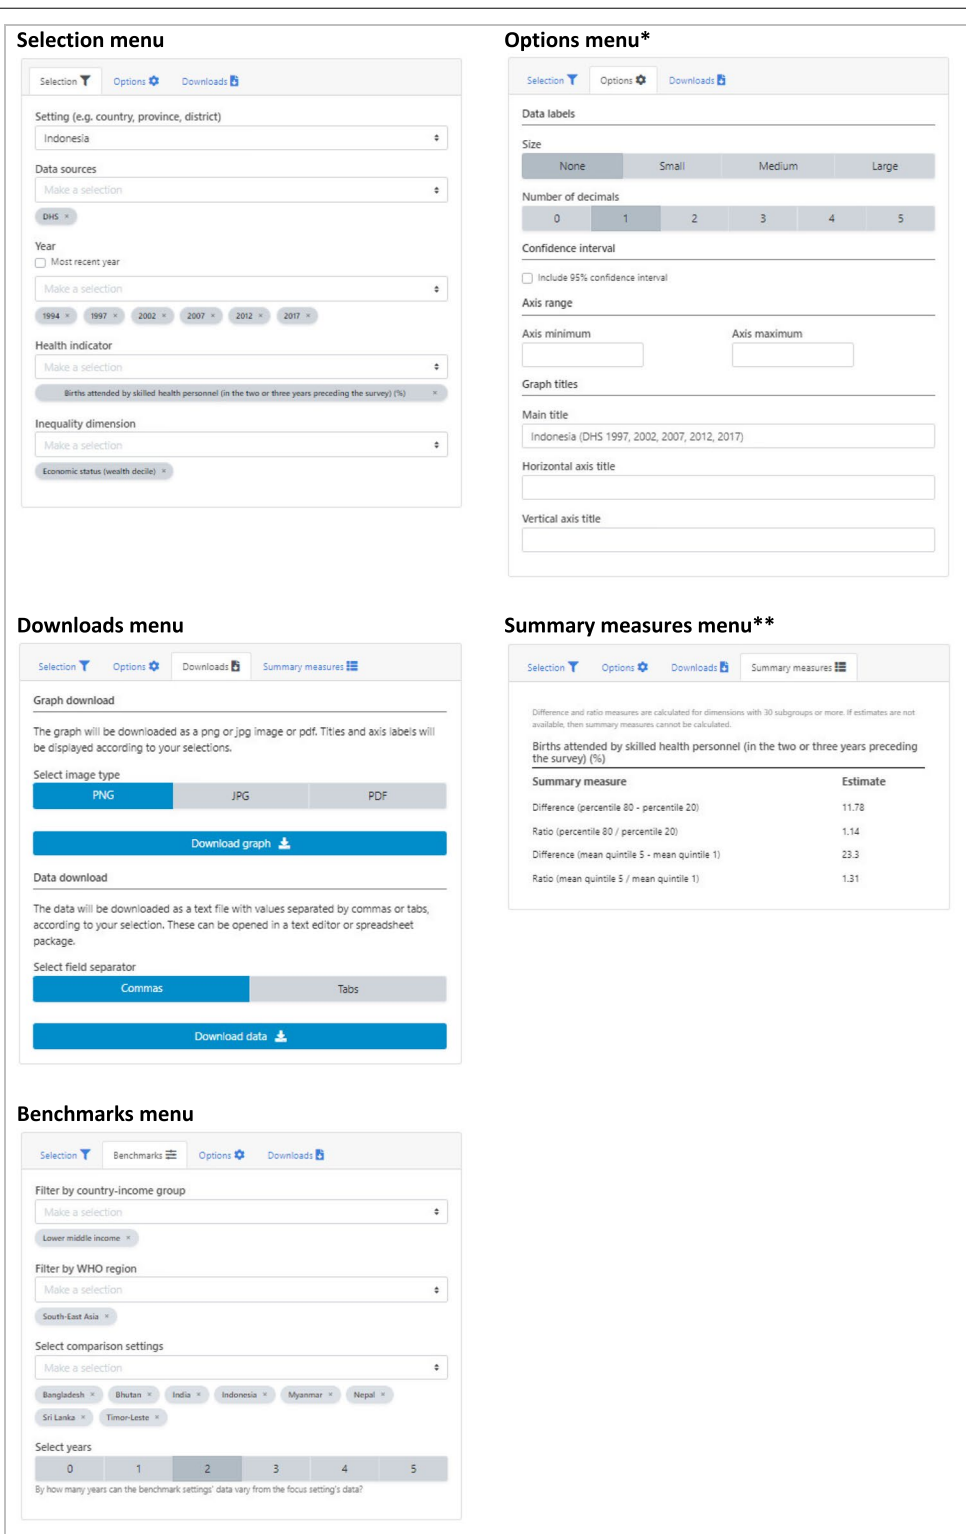 Selection menu
Selection Options Downloads
Setting (e.g. country, province, district)
Indonesia
Data sources
Make a selection
DHS ×
Year
Most recent year
Make a selection
1994 × 1997 × 2002 × 2007 × 2012 × 2017 ×
Health indicator
Make a selection
Births attended by skilled health personnel (in the two or three years preceding the survey) (%) ×
Inequality dimension
Make a selection
Economic status (wealth decile) ×
Options menu*
Selection Options Downloads
Data labels
Size
None Small Medium Large
Number of decimals
0 1 2 3 4 5
Confidence interval
Include 95% confidence interval
Axis range
Axis minimum Axis maximum
Graph titles
Main title
Indonesia (DHS 1997, 2002, 2007, 2012, 2017)
Horizontal axis title
Vertical axis title
Downloads menu
Selection Options Downloads Summary measures
Graph download
The graph will be downloaded as a png or jpg image or pdf. Titles and axis labels will
be displayed according to your selections.
Select image type
PNG JPG PDF
Download graph
Data download
The data will be downloaded as a text file with values separated by commas or tabs,
according to your selection. These can be opened in a text editor or spreadsheet
package.
Select field separator
Commas Tabs
Download data
Summary measures menu**
Selection Options Downloads Summary measures
Difference and ratio measures are calculated for dimensions with 30 subgroups or more. If estimates are not
available, then summary measures cannot be calculated.
Births attended by skilled health personnel (in the two or three years preceding
the survey) (%)
Summary measure Estimate
Difference (percentile 80 - percentile 20) 11.78
Ratio (percentile 80 / percentile 20) 1.14
Difference (mean quintile 5 - mean quintile 1) 23.3
Ratio (mean quintile 5 / mean quintile 1) 1.31
Benchmarks menu
Selection Benchmarks Options Downloads
Filter by country-income group
Make a selection
Lower middle income ×
Filter by WHO region
Make a selection
South-East Asia ×
Select comparison settings
Make a selection
Bangladesh × Bhutan × India × Indonesia × Myanmar × Nepal ×
Sri Lanka × Timor-Leste ×
Select years
0 1 2 3 4 5
By how many years can the benchmark settings' data vary from the focus setting's data?